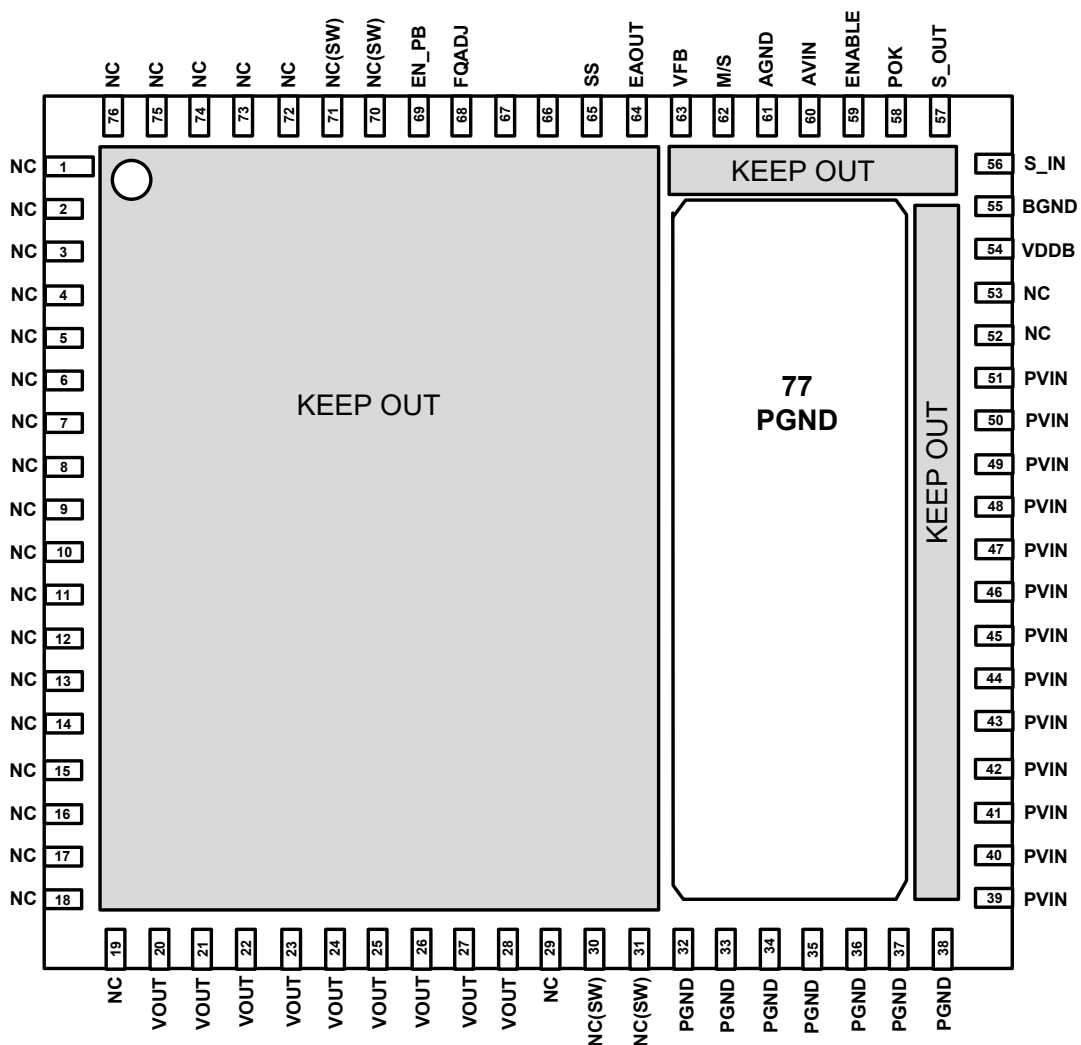 NC NC NC NC NC NC(SW) NC(SW) EN_PB FQADJ SS EAOUT VFB M/S AGND AVIN ENABLE POK S_OUT
76 75 74 73 72 71 70 69 68 67 66 65 64 63 62 61 60 59 58 57
NC 1 KEEP OUT 56 S_IN
NC 2 55 BGND
NC 3 54 VDDB
NC 4 53 NC
NC 5 52 NC
NC 6 51 PVIN
77
PGND
KEEP OUT
KEEP OUT
NC 7 50 PVIN
NC 8 49 PVIN
NC 9 48 PVIN
NC 10 47 PVIN
NC 11 46 PVIN
NC 12 45 PVIN
NC 13 44 PVIN
NC 14 43 PVIN
NC 15 42 PVIN
NC 16 41 PVIN
NC 17 40 PVIN
NC 18 39 PVIN
19 20 21 22 23 24 25 26 27 28 29 30 31 32 33 34 35 36 37 38
NC VOUT VOUT VOUT VOUT VOUT VOUT VOUT VOUT VOUT NC NC(SW) NC(SW) PGND PGND PGND PGND PGND PGND PGND